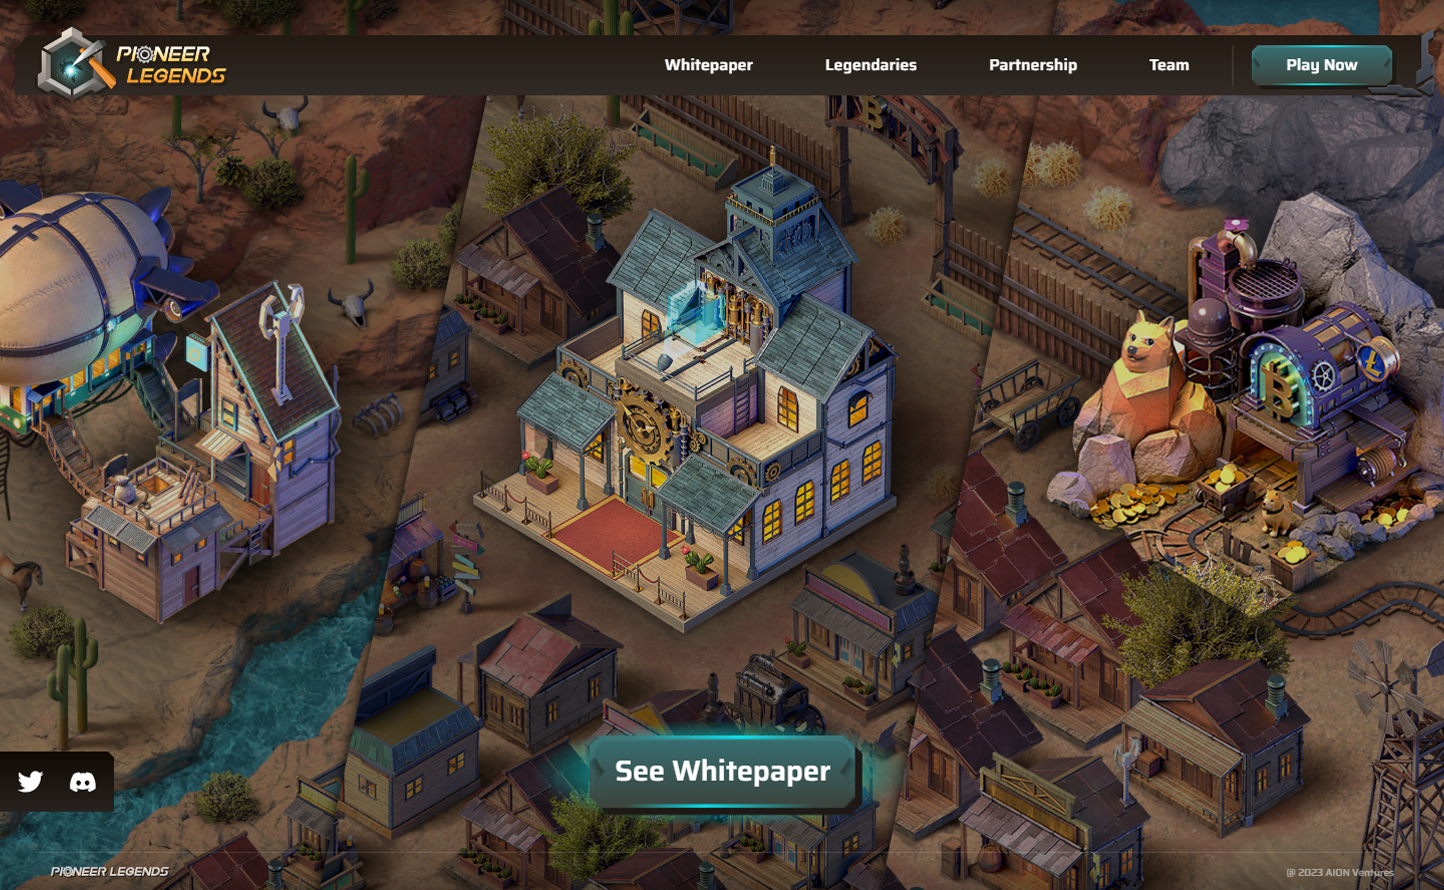 PIONEER
LEGENDS
Whitepaper
Legendaries
Partnership
Team
Play Now
See Whitepaper
PIONEER LEGENDS
@ 2023 AION Ventures